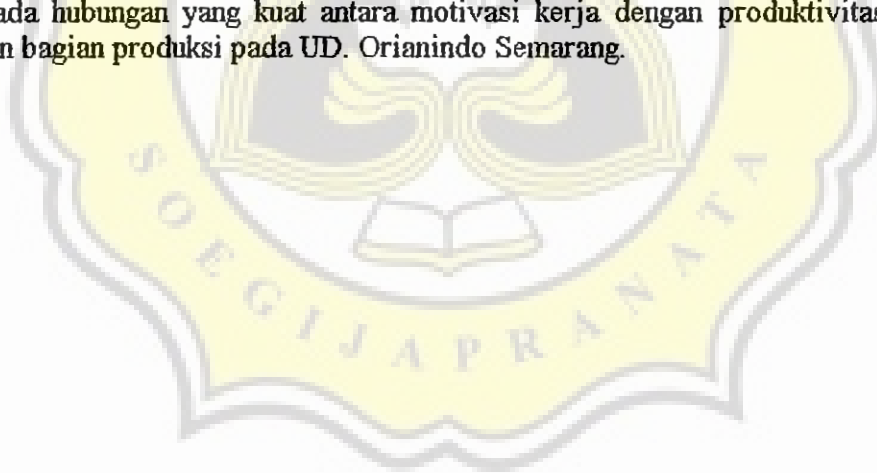 ada hubungan yang kuat antara motivasi kerja dengan produktivitas
n bagian produksi pada UD. Orianindo Semarang.
SOEGIJAPRANATA